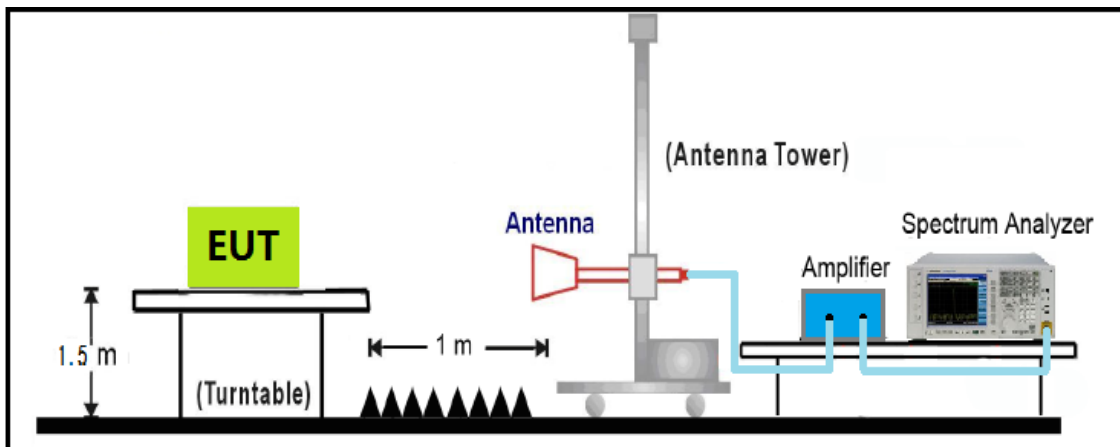 (Antenna Tower)
EUT
Antenna
Spectrum Analyzer
Amplifier
1.5 m
1 m
(Turntable)